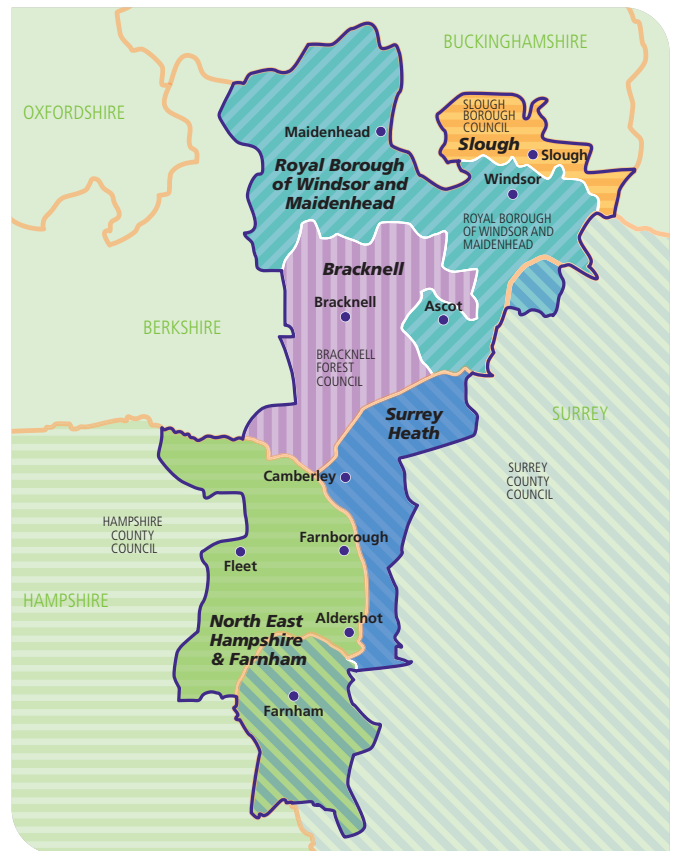 BUCKINGHAMSHIRE
OXFORDSHIRE
SLOUGH
BOROUGH
COUNCIL
Slough
Slough
Maidenhead
Royal Borough
of Windsor and
Maidenhead
Windsor
ROYAL BOROUGH
OF WINDSOR AND
MAIDENHEAD
Bracknell
Bracknell
Ascot
BERKSHIRE
BRACKNELL
FOREST
COUNCIL
Surrey
Heath
SURREY
Camberley
SURREY
COUNTY
COUNCIL
HAMPSHIRE
COUNTY
COUNCIL
Farnborough
Fleet
HAMPSHIRE
Aldershot
North East
Hampshire
& Farnham
Farnham